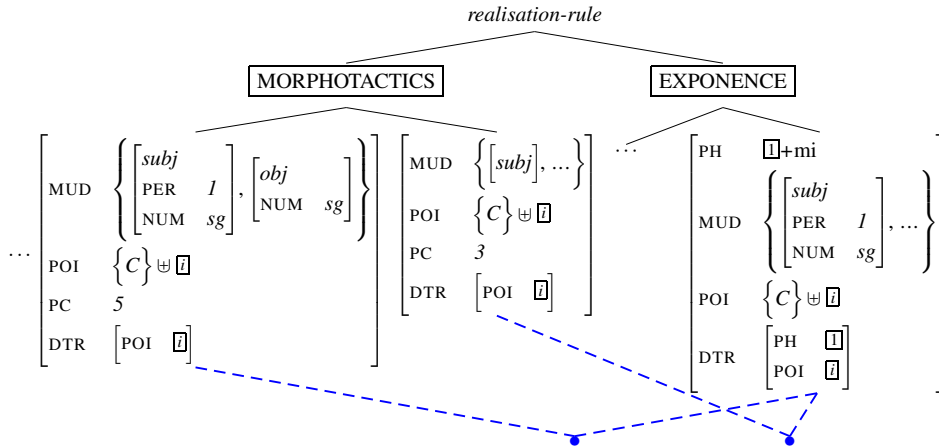 realisation-rule
MORPHOTACTICS EXPONENCE
… [MUD {[subj PER 1 NUM sg], [obj NUM sg]}
POI {C} ⊎ i
PC 5
DTR [POI i]]
[MUD {[subj], …}
POI {C} ⊎ i
PC 3
DTR [POI i]]
…
[PH 1+mi
MUD {[subj PER 1 NUM sg], …}
POI {C} ⊎ i
DTR [PH 1 POI i]]